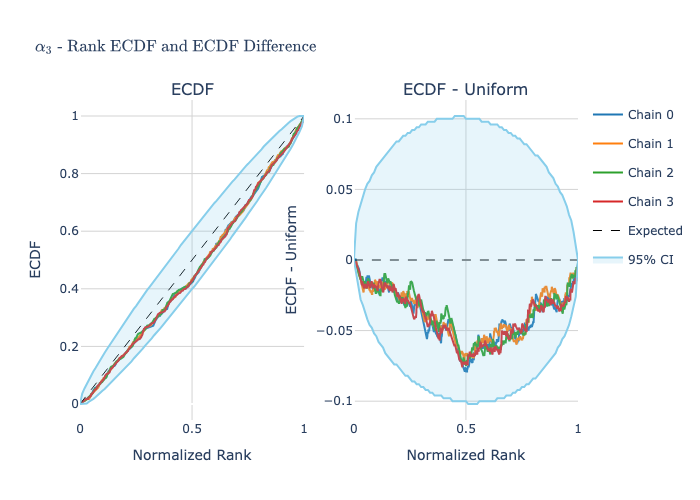 α₃ - Rank ECDF and ECDF Difference
ECDF
ECDF - Uniform
1
0.8
0.6
0.4
0.2
0
ECDF
0
0.5
1
Normalized Rank
0.1
0.05
0
−0.05
−0.1
ECDF - Uniform
0
0.5
1
Normalized Rank
Chain 0
Chain 1
Chain 2
Chain 3
Expected
95% CI